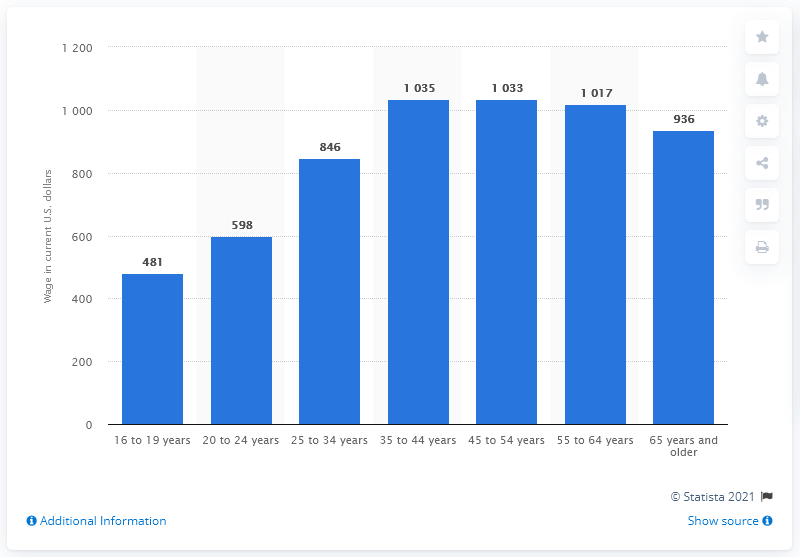 1 200
1 000
800
600
400
200
0
Wage in current U.S. dollars
481
598
846
1 035
1 033
1 017
936
16 to 19 years
20 to 24 years
25 to 34 years
35 to 44 years
45 to 54 years
55 to 64 years
65 years and
older
© Statista 2021
Additional Information
Show source